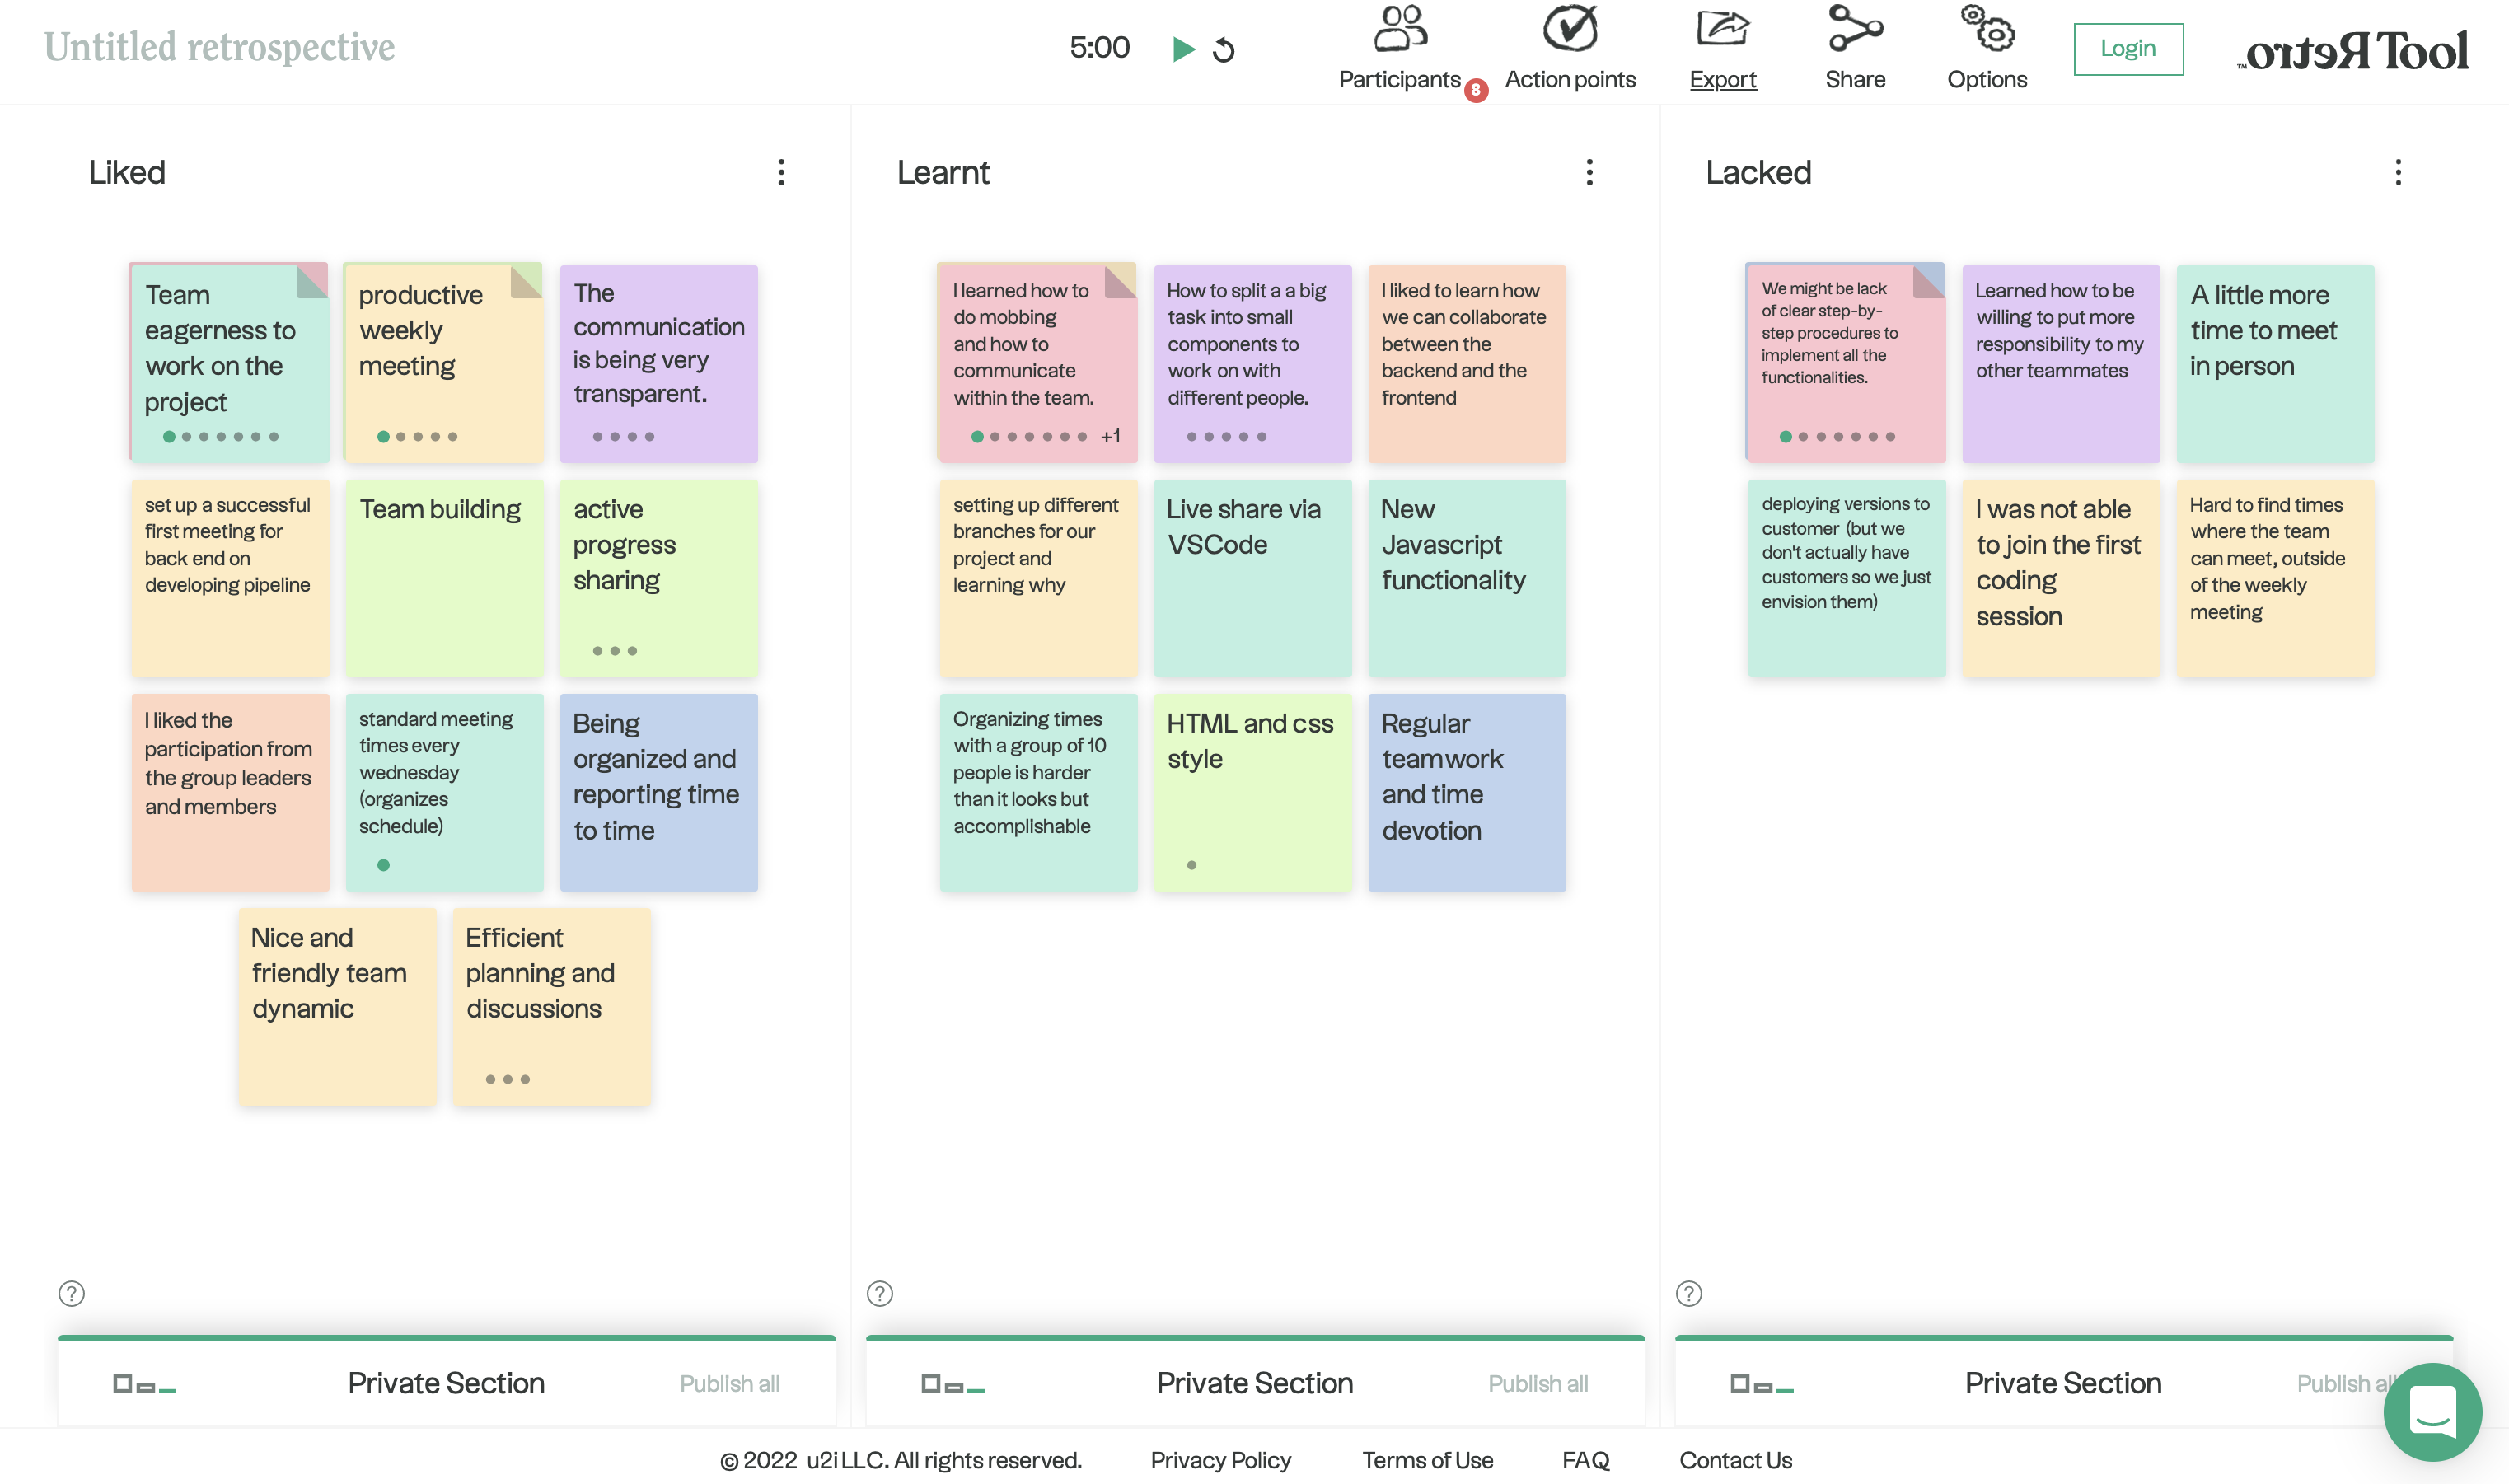 Untitled retrospective
5:00
Participants
8
Action points
Export
Share
Options
Login
RetroTool™
Liked
Team
eagerness to
work on the
project
productive
weekly
meeting
The
communication
is being very
transparent.
set up a successful
first meeting for
back end on
developing pipeline
Team building
active
progress
sharing
I liked the
participation from
the group leaders
and members
standard meeting
times every
wednesday
(organizes
schedule)
Being
organized and
reporting time
to time
Nice and
friendly team
dynamic
Efficient
planning and
discussions
Learnt
I learned how to
do mobbing
and how to
communicate
within the team.
+1
How to split a a big
task into small
components to
work on with
different people.
I liked to learn how
we can collaborate
between the
backend and the
frontend
setting up different
branches for our
project and
learning why
Live share via
VSCode
New
Javascript
functionality
Organizing times
with a group of 10
people is harder
than it looks but
accomplishable
HTML and css
style
Regular
teamwork
and time
devotion
Lacked
We might be lack
of clear step-by-
step procedures to
implement all the
functionalities.
Learned how to be
willing to put more
responsibility to my
other teammates
A little more
time to meet
in person
deploying versions to
customer (but we
don't actually have
customers so we just
envision them)
I was not able
to join the first
coding
session
Hard to find times
where the team
can meet, outside
of the weekly
meeting
?
?
?
Private Section
Publish all
Private Section
Publish all
Private Section
Publish all
© 2022 u2i LLC. All rights reserved.
Privacy Policy
Terms of Use
FAQ
Contact Us